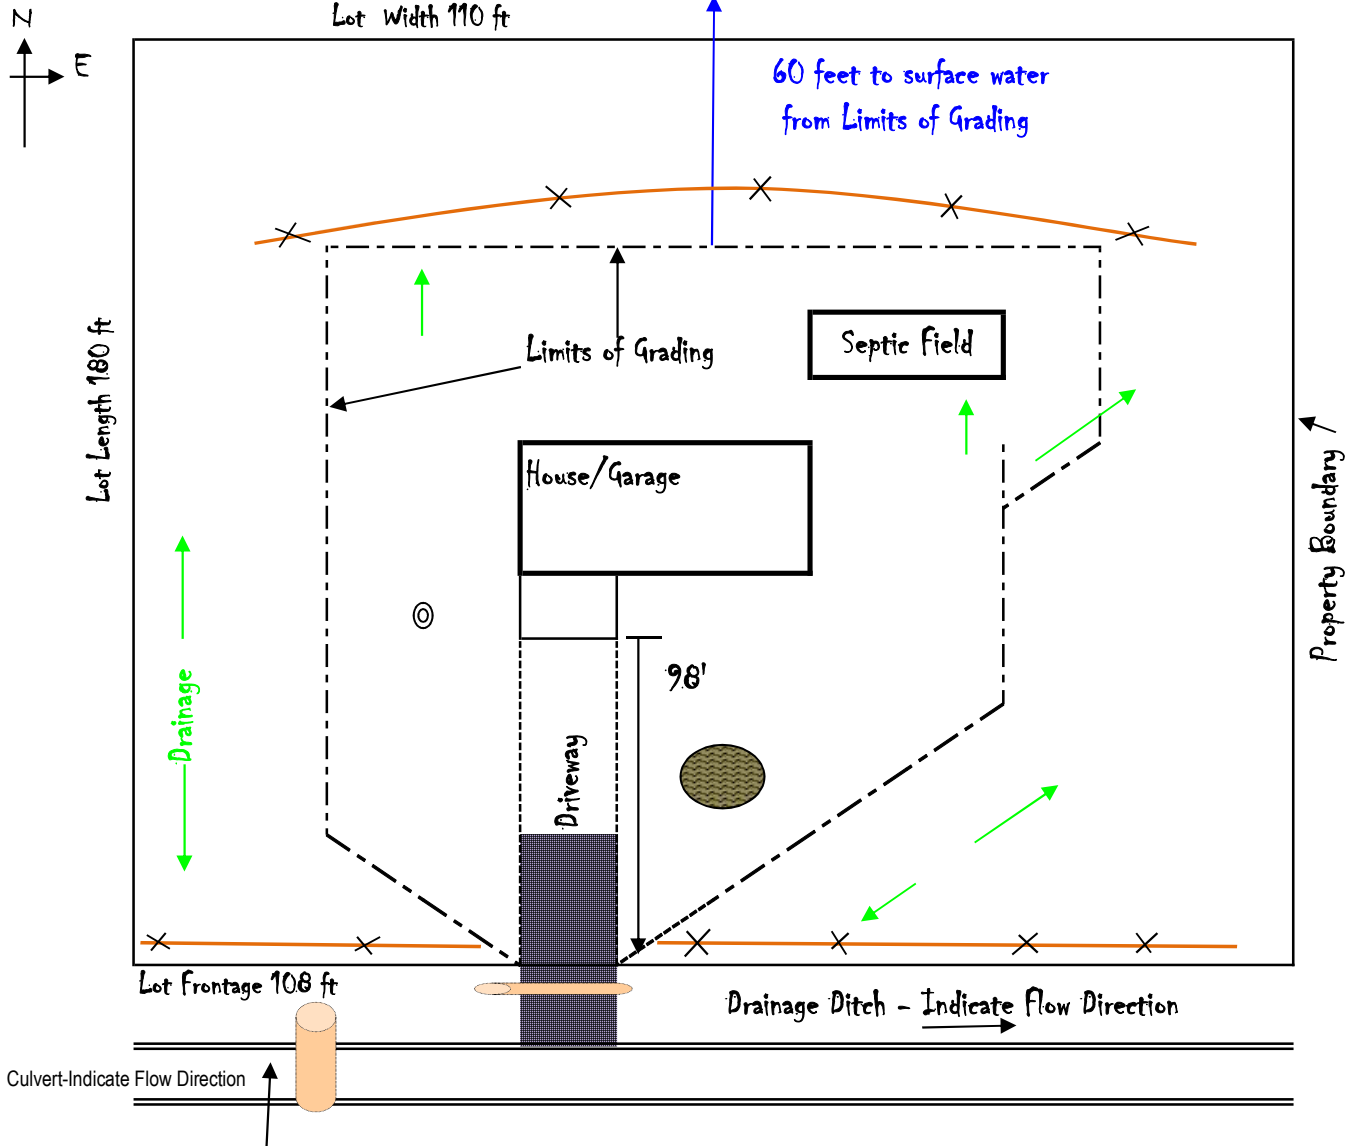 Lot Width 110 ft
N
E
60 feet to surface water
from Limits of Grading
Lot Length 180 ft
Limits of Grading
Septic Field
House/Garage
Property Boundary
98'
Drainage
Driveway
Lot Frontage 108 ft
Drainage Ditch - Indicate Flow Direction
Culvert-Indicate Flow Direction